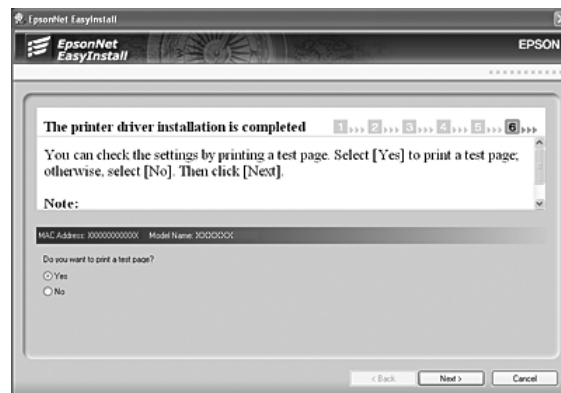 EpsonNet EasyInstall
EpsonNet
EasyInstall
EPSON
The printer driver installation is completed
1 2 3 4 5 6
You can check the settings by printing a test page. Select [Yes] to print a test page;
otherwise, select [No]. Then click [Next].
Note:
MAC Address: XXXXXXXXXXXX Model Name: XXXXXXX
Do you want to print a test page?
Yes
No
< Back Next > Cancel